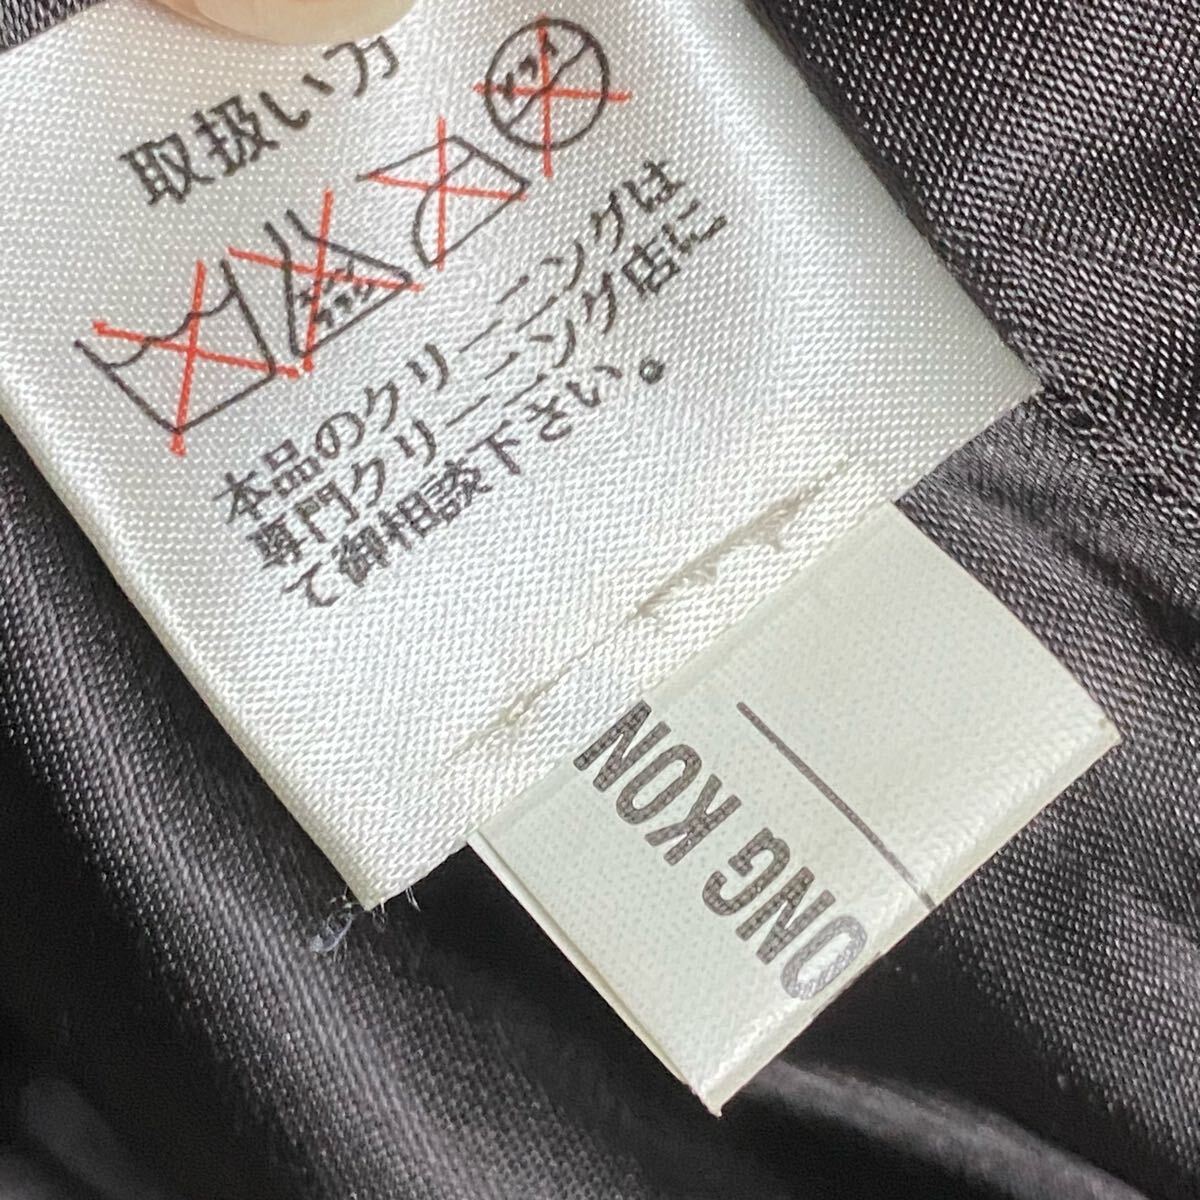 取扱い方
本品のクリーニングは
専門クリーニング店に
て御相談下さい。
ONG KON